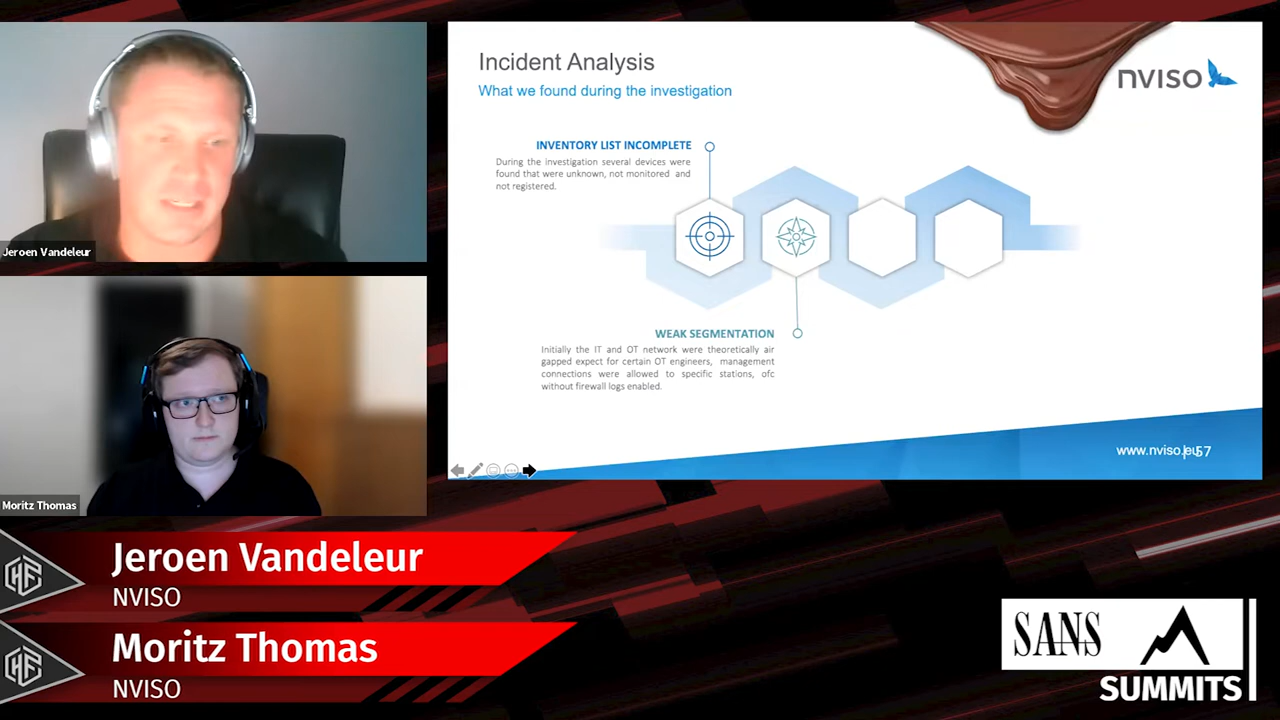 Jeroen Vandeleur
Moritz Thomas
Incident Analysis
What we found during the investigation
nviso
INVENTORY LIST INCOMPLETE
During the investigation several devices were
found that were unknown, not monitored and
not registered.
WEAK SEGMENTATION
Initially the IT and OT network were theoretically air
gapped expect for certain OT engineers, management
connections were allowed to specific stations, ofc
without firewall logs enabled.
www.nviso.eu 57
Jeroen Vandeleur
NVISO
Moritz Thomas
NVISO
SANS
SUMMITS